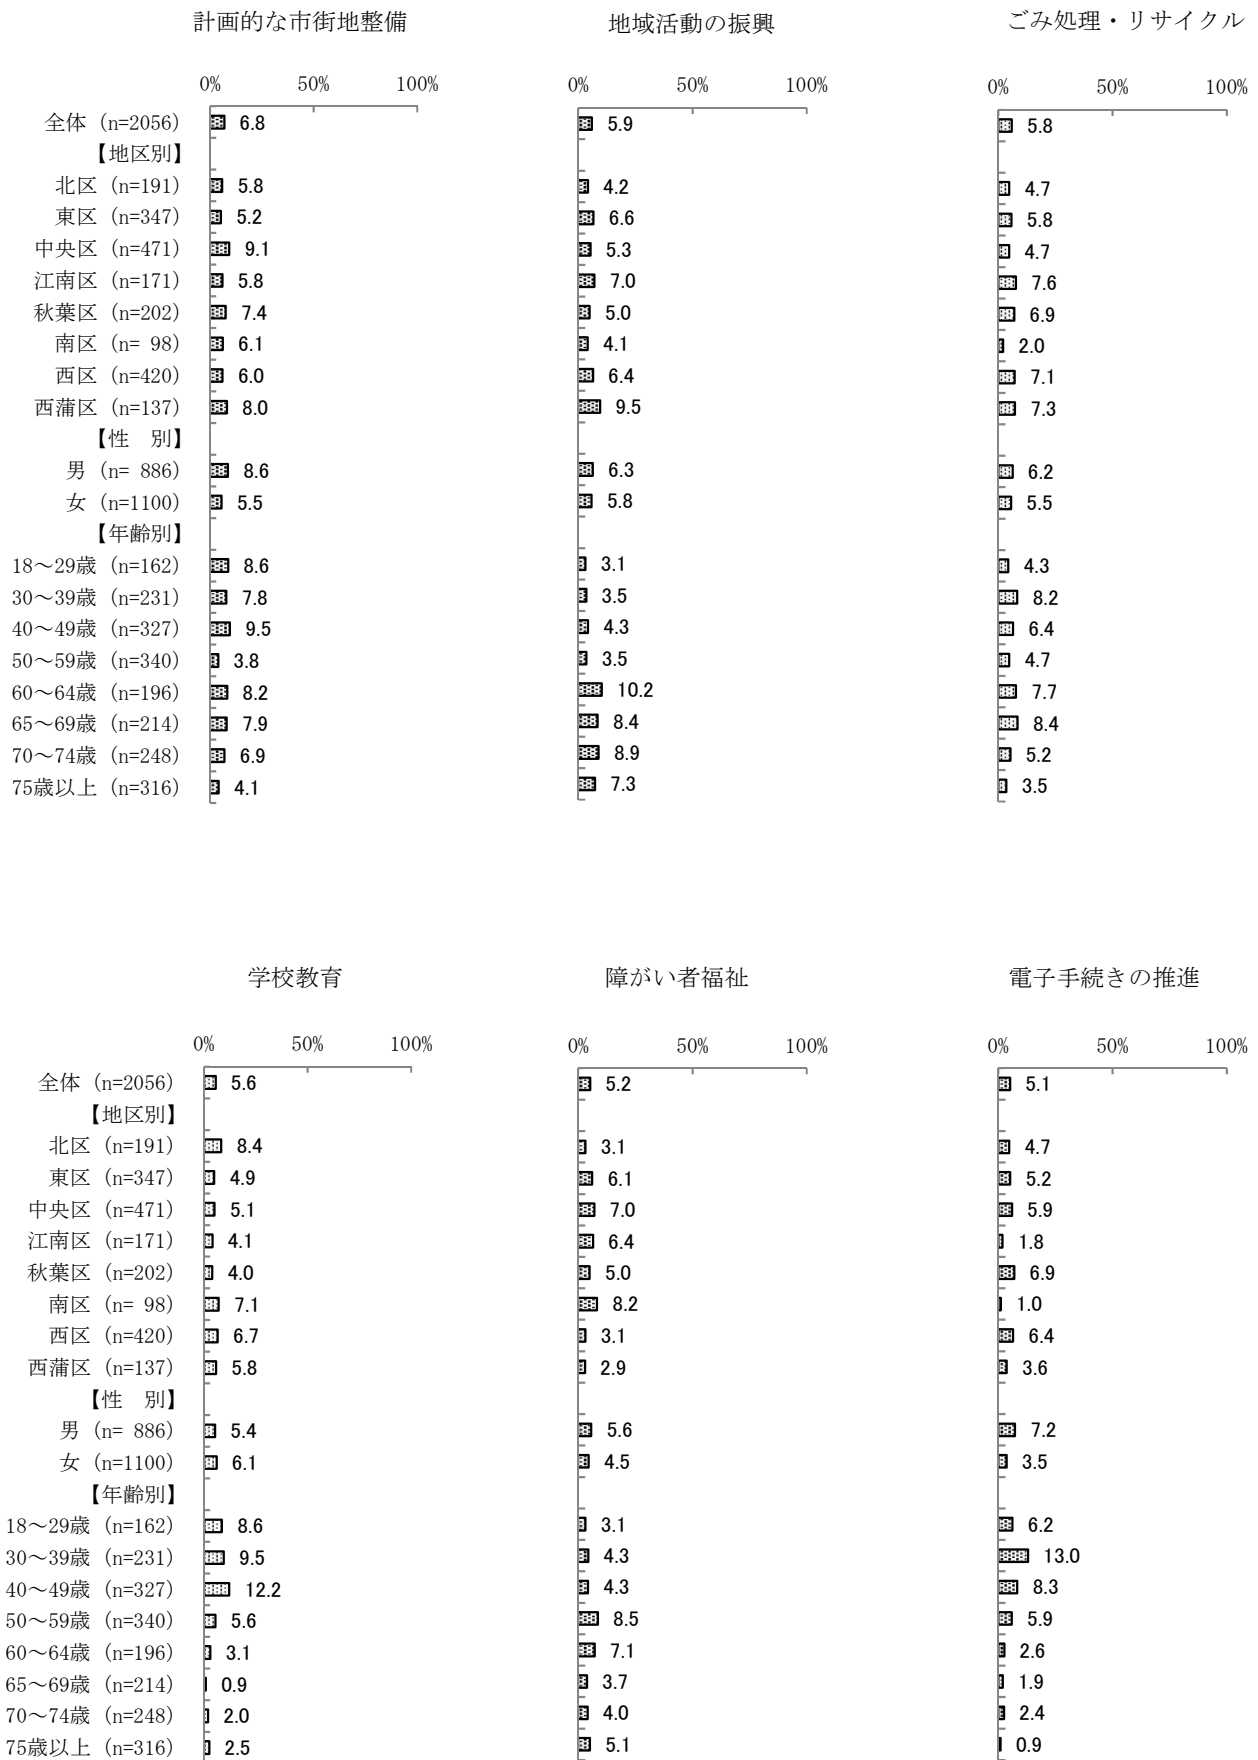 計画的な市街地整備　地域活動の振興　ごみ処理・リサイクル
0% 50% 100%　0% 50% 100%　0% 50% 100%
全体 (n=2056) 6.8 5.9 5.8
【地区別】
北区 (n=191) 5.8 4.2 4.7
東区 (n=347) 5.2 6.6 5.8
中央区 (n=471) 9.1 5.3 4.7
江南区 (n=171) 5.8 7.0 7.6
秋葉区 (n=202) 7.4 5.0 6.9
南区 (n= 98) 6.1 4.1 2.0
西区 (n=420) 6.0 6.4 7.1
西蒲区 (n=137) 8.0 9.5 7.3
【性　別】
男 (n= 886) 8.6 6.3 6.2
女 (n=1100) 5.5 5.8 5.5
【年齢別】
18～29歳 (n=162) 8.6 3.1 4.3
30～39歳 (n=231) 7.8 3.5 8.2
40～49歳 (n=327) 9.5 4.3 6.4
50～59歳 (n=340) 3.8 3.5 4.7
60～64歳 (n=196) 8.2 10.2 7.7
65～69歳 (n=214) 7.9 8.4 8.4
70～74歳 (n=248) 6.9 8.9 5.2
75歳以上 (n=316) 4.1 7.3 3.5
学校教育　障がい者福祉　電子手続きの推進
0% 50% 100%　0% 50% 100%　0% 50% 100%
全体 (n=2056) 5.6 5.2 5.1
【地区別】
北区 (n=191) 8.4 3.1 4.7
東区 (n=347) 4.9 6.1 5.2
中央区 (n=471) 5.1 7.0 5.9
江南区 (n=171) 4.1 6.4 1.8
秋葉区 (n=202) 4.0 5.0 6.9
南区 (n= 98) 7.1 8.2 1.0
西区 (n=420) 6.7 3.1 6.4
西蒲区 (n=137) 5.8 2.9 3.6
【性　別】
男 (n= 886) 5.4 5.6 7.2
女 (n=1100) 6.1 4.5 3.5
【年齢別】
18～29歳 (n=162) 8.6 3.1 6.2
30～39歳 (n=231) 9.5 4.3 13.0
40～49歳 (n=327) 12.2 4.3 8.3
50～59歳 (n=340) 5.6 8.5 5.9
60～64歳 (n=196) 3.1 7.1 2.6
65～69歳 (n=214) 0.9 3.7 1.9
70～74歳 (n=248) 2.0 4.0 2.4
75歳以上 (n=316) 2.5 5.1 0.9